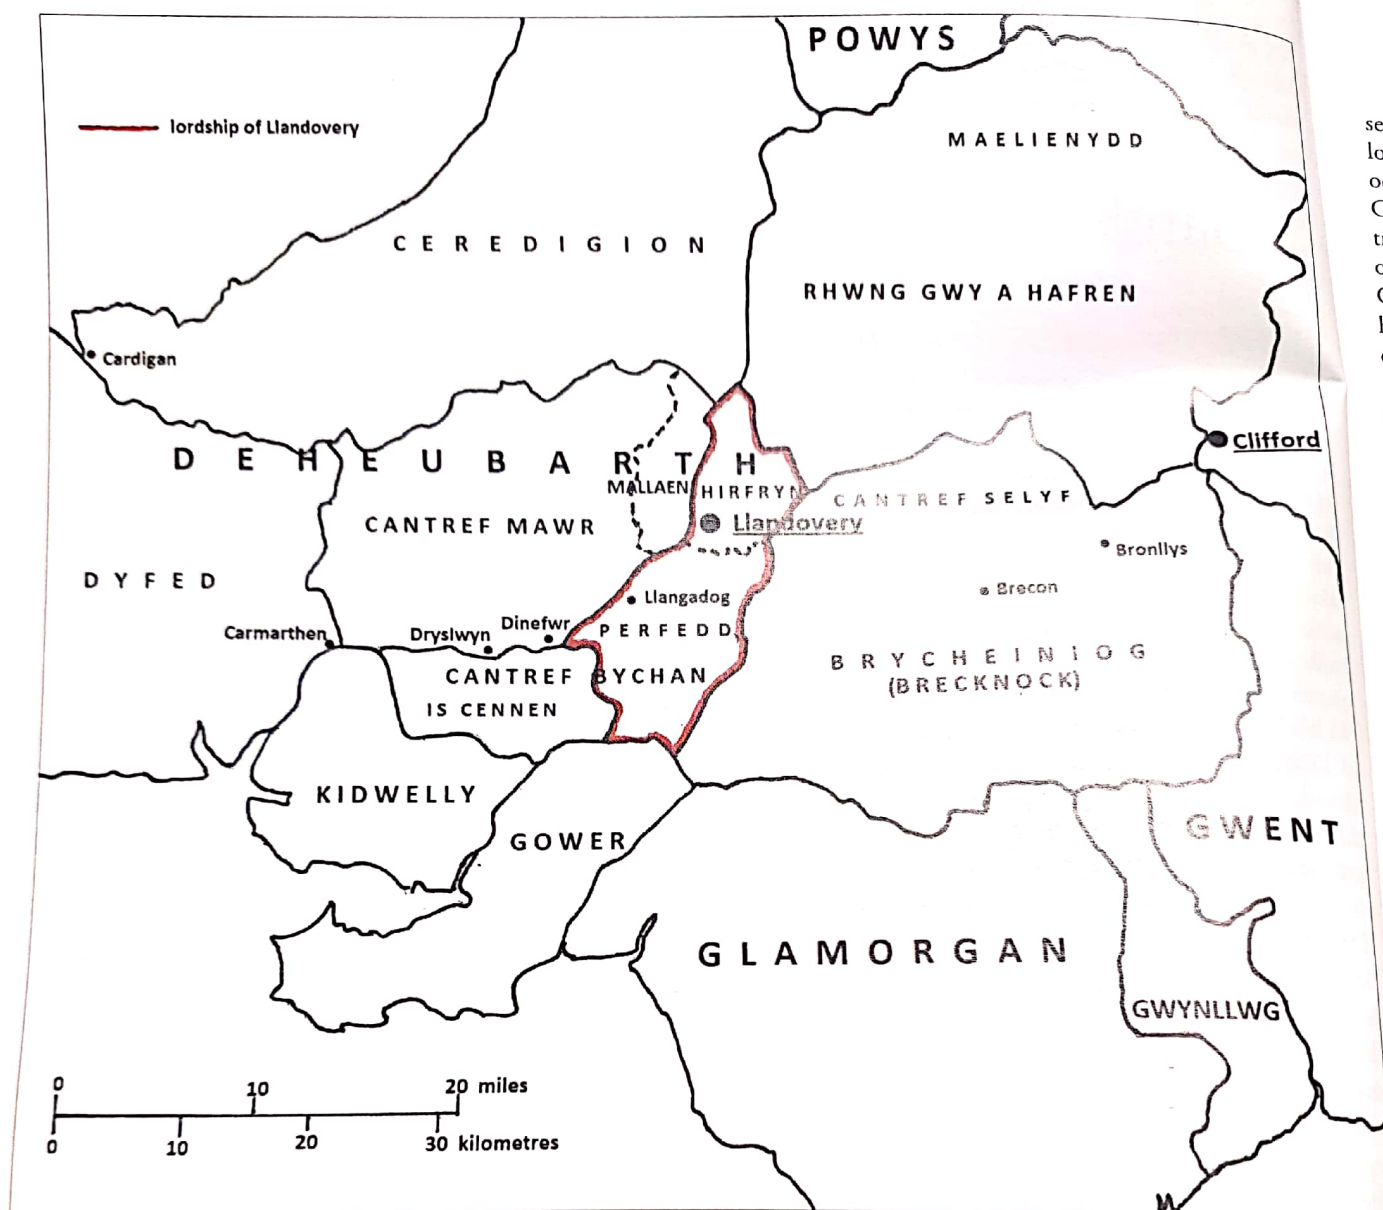 POWYS
lordship of Llandovery
MAELIENYDD
CEREDIGION
RHWNG GWY A HAFREN
Cardigan
Clifford
DEHEUBARTH
MALLAEN
HIRFRYN
CANTREF SELYF
CANTREF MAWR
Llandovery
Bronllys
DYFED
Llangadog
Brecon
Carmarthen
Dryslwyn
Dinefwr
PERFEDD
BRYCHEINIOG
(BRECKNOCK)
CANTREF BYCHAN
IS CENNEN
KIDWELLY
GOWER
GWENT
GLAMORGAN
GWYNLLWG
0 10 20 miles
0 10 20 30 kilometres